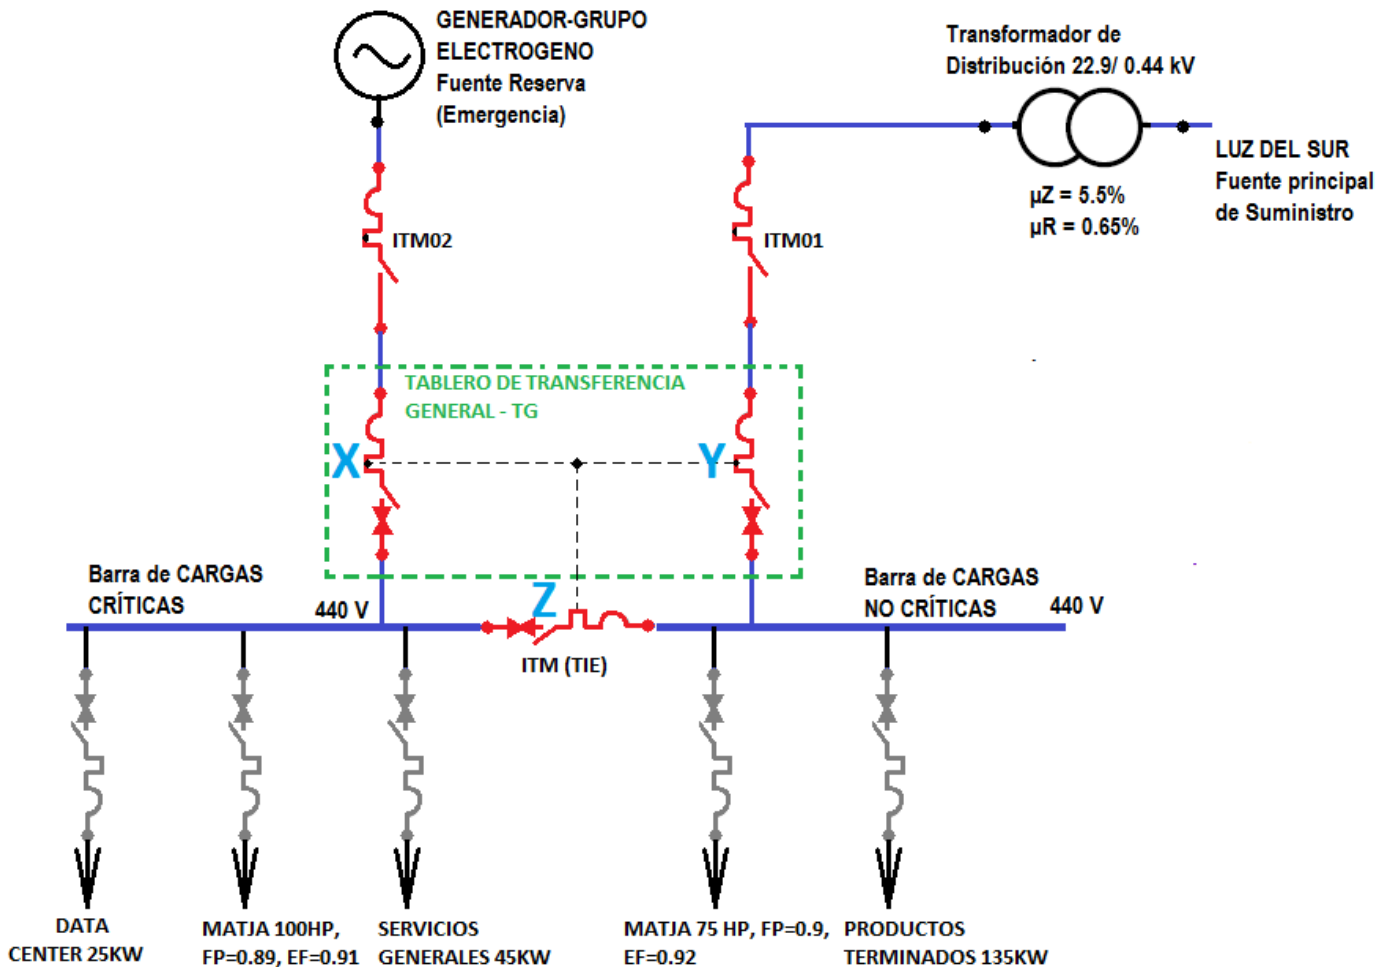 GENERADOR-GRUPO
ELECTROGENO
Fuente Reserva
(Emergencia)
Transformador de
Distribución 22.9/ 0.44 kV
LUZ DEL SUR
Fuente principal
de Suministro
µZ = 5.5%
µR = 0.65%
ITM02
ITM01
TABLERO DE TRANSFERENCIA
GENERAL - TG
X
Y
Barra de CARGAS
CRÍTICAS
440 V
Z
ITM (TIE)
Barra de CARGAS
NO CRÍTICAS
440 V
DATA
CENTER 25KW
MATJA 100HP,
FP=0.89, EF=0.91
SERVICIOS
GENERALES 45KW
MATJA 75 HP, FP=0.9,
EF=0.92
PRODUCTOS
TERMINADOS 135KW